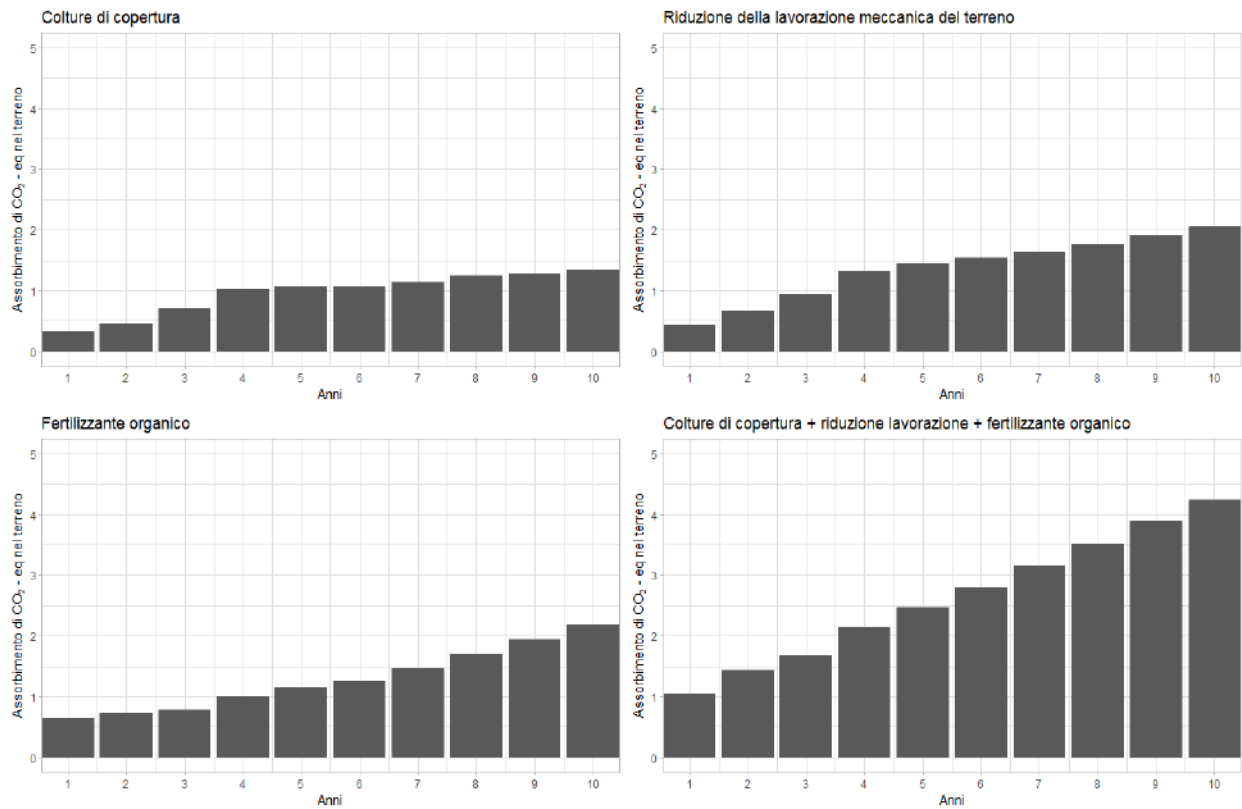 Colture di copertura
Assorbimento di CO₂ - eq nel terreno
5
4
3
2
1
0
1 2 3 4 5 6 7 8 9 10
Anni
Riduzione della lavorazione meccanica del terreno
Assorbimento di CO₂ - eq nel terreno
5
4
3
2
1
0
1 2 3 4 5 6 7 8 9 10
Anni
Fertilizzante organico
Assorbimento di CO₂ - eq nel terreno
5
4
3
2
1
0
1 2 3 4 5 6 7 8 9 10
Anni
Colture di copertura + riduzione lavorazione + fertilizzante organico
Assorbimento di CO₂ - eq nel terreno
5
4
3
2
1
0
1 2 3 4 5 6 7 8 9 10
Anni